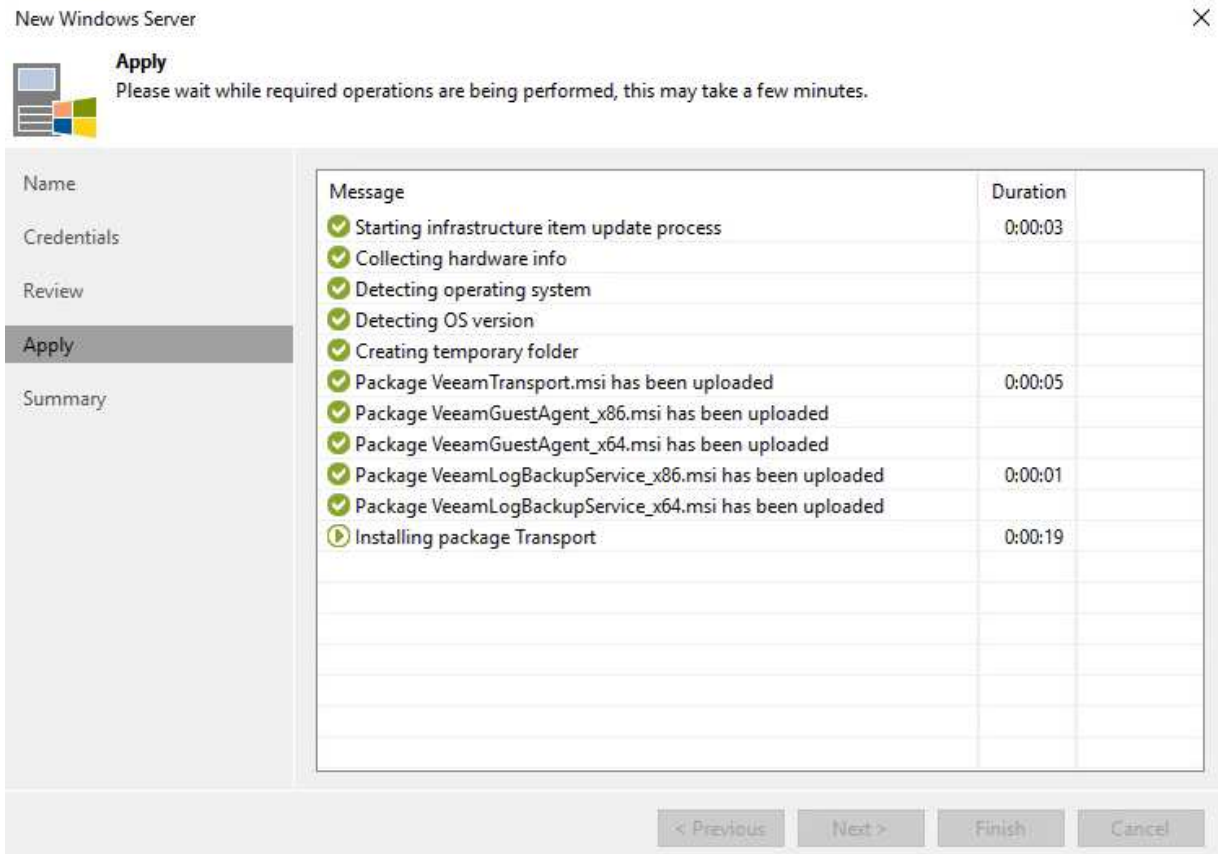 New Windows Server
Apply
Please wait while required operations are being performed, this may take a few minutes.
Name
Credentials
Review
Apply
Summary
Message Duration
Starting infrastructure item update process 0:00:03
Collecting hardware info
Detecting operating system
Detecting OS version
Creating temporary folder
Package VeeamTransport.msi has been uploaded 0:00:05
Package VeeamGuestAgent_x86.msi has been uploaded
Package VeeamGuestAgent_x64.msi has been uploaded
Package VeeamLogBackupService_x86.msi has been uploaded 0:00:01
Package VeeamLogBackupService_x64.msi has been uploaded
Installing package Transport 0:00:19
< Previous Next > Finish Cancel